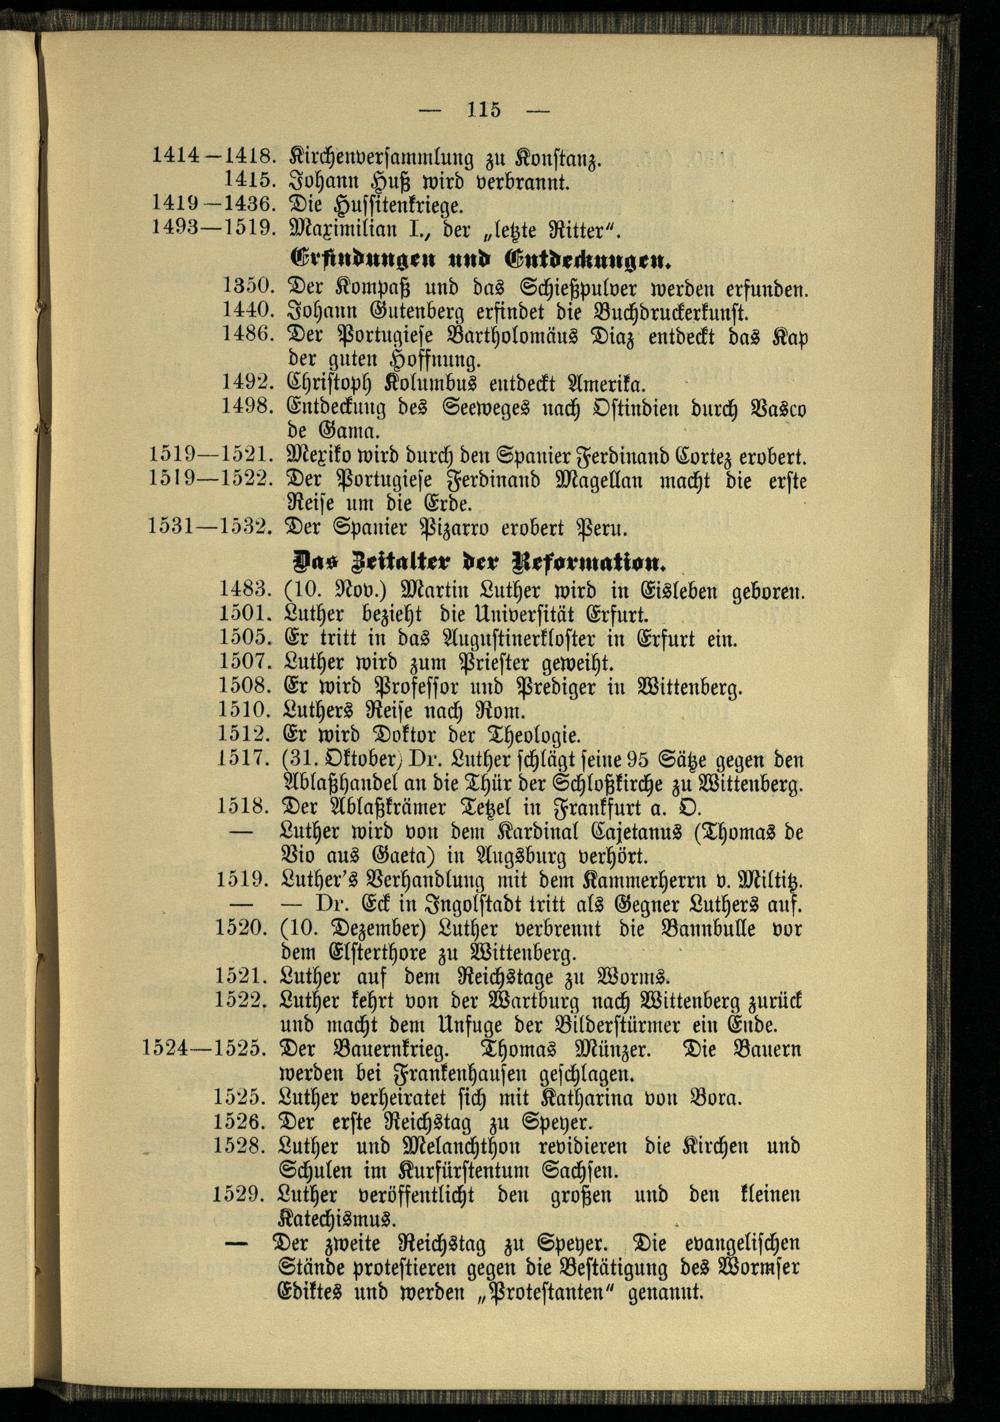 — 115 —
1414–1418. Kirchenversammlung zu Konstanz.
1415. Johann Huß wird verbrannt.
1419–1436. Die Hussitenkriege.
1493—1519. Maximilian I., der „letzte Ritter“.
Erfindungen und Entdeckungen.
1350. Der Kompaß und das Schießpulver werden erfunden.
1440. Johann Gutenberg erfindet die Buchdruckerkunst.
1486. Der Portugiese Bartholomäus Diaz entdeckt das Kap
der guten Hoffnung.
1492. Christoph Kolumbus entdeckt Amerika.
1498. Entdeckung des Seeweges nach Ostindien durch Vasco
de Gama.
1519—1521. Mexiko wird durch den Spanier Ferdinand Cortez erobert.
1519—1522. Der Portugiese Ferdinand Magellan macht die erste
Reise um die Erde.
1531—1532. Der Spanier Pizarro erobert Peru.
Das Zeitalter der Reformation.
1483. (10. Nov.) Martin Luther wird in Eisleben geboren.
1501. Luther bezieht die Universität Erfurt.
1505. Er tritt in das Augustinerkloster in Erfurt ein.
1507. Luther wird zum Priester geweiht.
1508. Er wird Professor und Prediger in Wittenberg.
1510. Luthers Reise nach Rom.
1512. Er wird Doktor der Theologie.
1517. (31. Oktober) Dr. Luther schlägt seine 95 Sätze gegen den
Ablaßhandel an die Thür der Schloßkirche zu Wittenberg.
1518. Der Ablaßkrämer Tetzel in Frankfurt a. O.
— Luther wird von dem Kardinal Cajetanus (Thomas de
Vio aus Gaeta) in Augsburg verhört.
1519. Luther's Verhandlung mit dem Kammerherrn v. Miltitz.
— — Dr. Eck in Ingolstadt tritt als Gegner Luthers auf.
1520. (10. Dezember) Luther verbrennt die Bannbulle vor
dem Elsterthore zu Wittenberg.
1521. Luther auf dem Reichstage zu Worms.
1522. Luther kehrt von der Wartburg nach Wittenberg zurück
und macht dem Unfuge der Bilderstürmer ein Ende.
1524—1525. Der Bauernkrieg. Thomas Münzer. Die Bauern
werden bei Frankenhausen geschlagen.
1525. Luther verheiratet sich mit Katharina von Bora.
1526. Der erste Reichstag zu Speyer.
1528. Luther und Melanchthon revidieren die Kirchen und
Schulen im Kurfürstentum Sachsen.
1529. Luther veröffentlicht den großen und den kleinen
Katechismus.
— Der zweite Reichstag zu Speyer. Die evangelischen
Stände protestieren gegen die Bestätigung des Wormser
Ediktes und werden „Protestanten“ genannt.